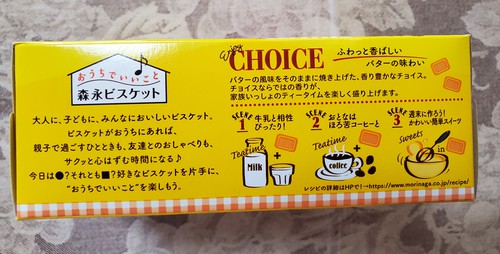 おうちでいいこと
森永ビスケット
大人に、子どもに、みんなにおいしいビスケット。
ビスケットがおうちにあれば、
親子で過ごすひとときも、友達とのおしゃべりも、
サクッと心はずむ時間になる♪
今日は●?それとも■?好きなビスケットを片手に、
"おうちでいいこと"を楽しもう。
Enjoy
CHOICE
ふわっと香ばしい
バターの味わい
バターの風味をそのままに焼き上げた、香り豊かなチョイス。
チョイスならではの香りが、
家族いっしょのティータイムを楽しく盛り上げます。
SCENE
1
牛乳と相性
ぴったり!
Teatime
Milk
SCENE
2
おとなは
ほろ苦コーヒーと
Teatime
coffee
SCENE
3
週末に作ろう!
かわいい簡単スイーツ
Sweets
in
レシピの詳細はHPで!→https://www.morinaga.co.jp/recipe/